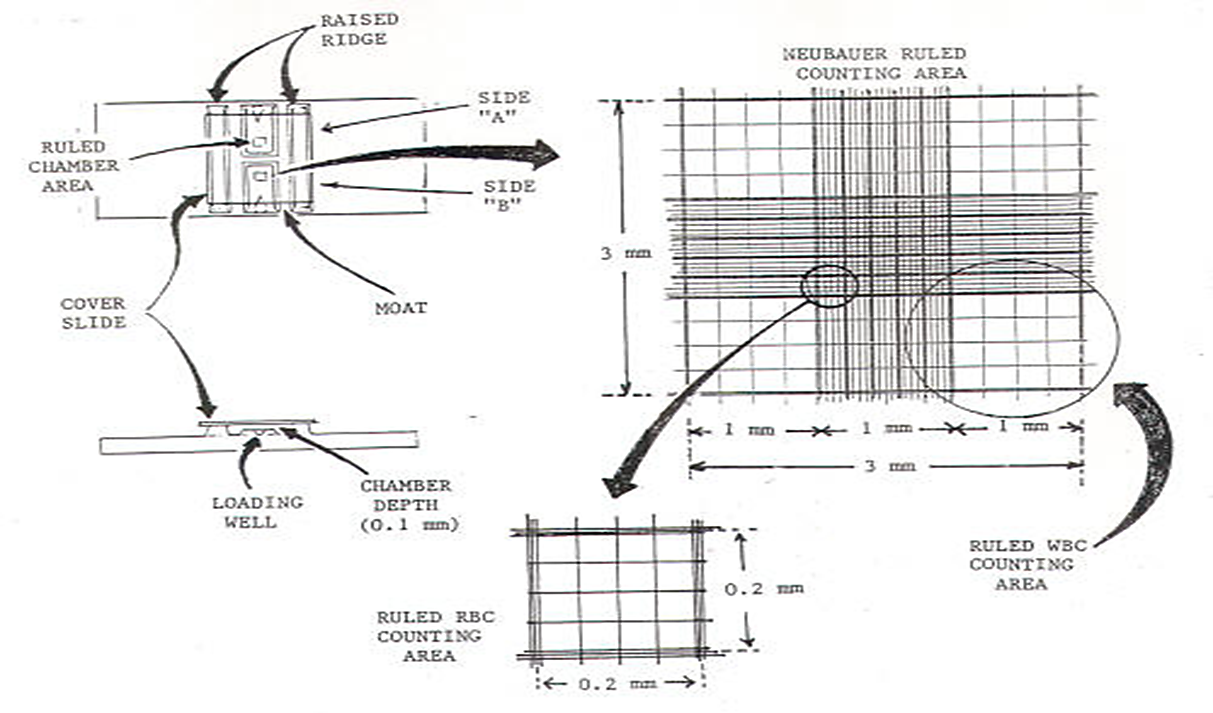 RAISED
RIDGE
SIDE
"A"
RULED
CHAMBER
AREA
SIDE
"B"
COVER
SLIDE
MOAT
LOADING
WELL
CHAMBER
DEPTH
(0.1 mm)
NEUBAUER RULED
COUNTING AREA
3 mm
1 mm
1 mm
1 mm
3 mm
RULED WBC
COUNTING
AREA
RULED RBC
COUNTING
AREA
0.2 mm
0.2 mm